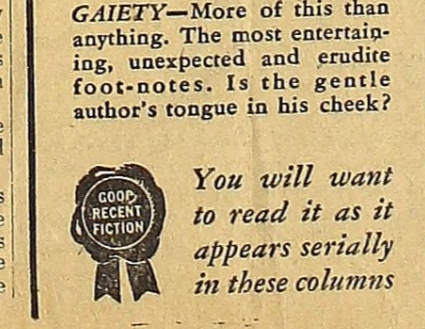 GAIETY—More of this than
anything. The most entertain-
ing, unexpected and erudite
foot-notes. Is the gentle
author's tongue in his cheek?
GOOD
RECENT
FICTION
You will want
to read it as it
appears serially
in these columns